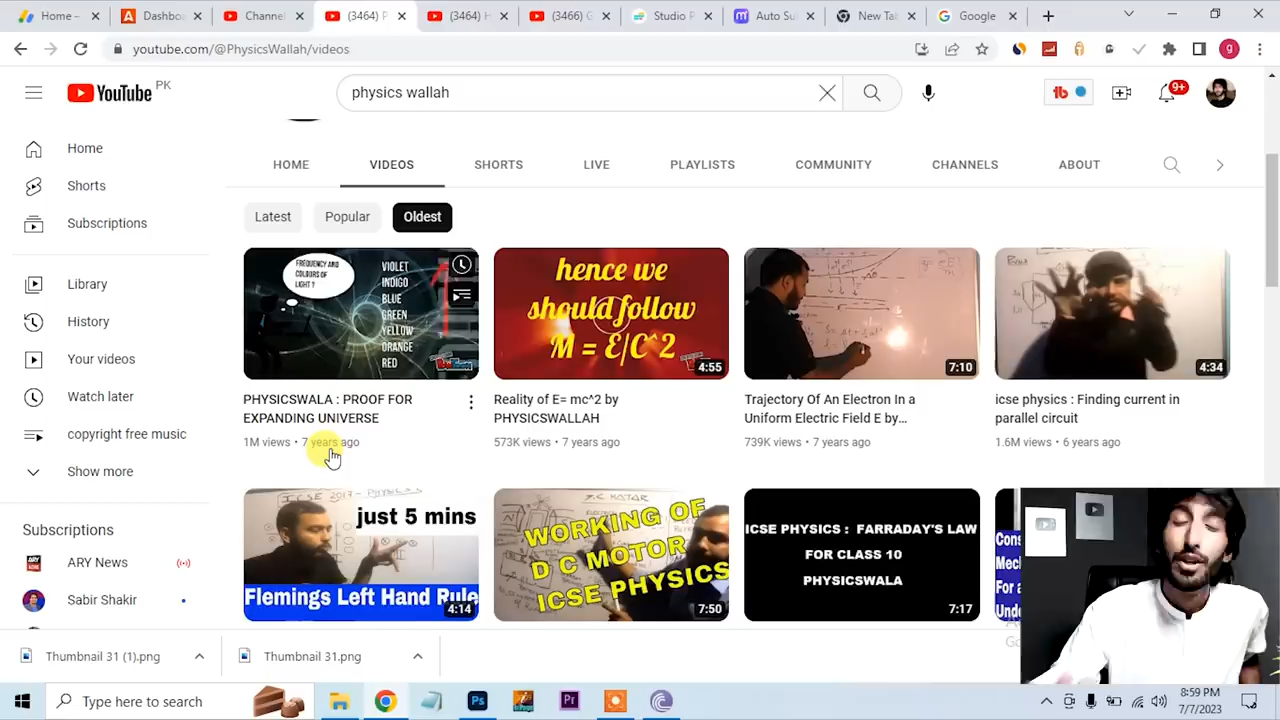 Home –
Dashbo
Channel
(3464) P
(3464) H
(3466) G
Studio P
Auto Su
New Tab
Google
youtube.com/@PhysicsWallah/videos
YouTube PK
physics wallah
9+
Home
Shorts
Subscriptions
Library
History
Your videos
Watch later
copyright free music
Show more
Subscriptions
ARY News
Sabir Shakir
HOME
VIDEOS
SHORTS
LIVE
PLAYLISTS
COMMUNITY
CHANNELS
ABOUT
Latest
Popular
Oldest
FREQUENCY AND
COLOURS OF
LIGHT ?
VIOLET
INDIGO
BLUE
GREEN
YELLOW
ORANGE
RED
PHYSICSWALA : PROOF FOR
EXPANDING UNIVERSE
1M views • 7 years ago
hence we
should follow
M = E/C^2
4:55
Reality of E= mc^2 by
PHYSICSWALLAH
573K views • 7 years ago
7:10
Trajectory Of An Electron In a
Uniform Electric Field E by...
739K views • 7 years ago
4:34
icse physics : Finding current in
parallel circuit
1.6M views • 6 years ago
just 5 mins
Flemings Left Hand Rule
4:14
WORKING OF
D C MOTOR
ICSE PHYSICS
7:50
ICSE PHYSICS : FARRADAY'S LAW
FOR CLASS 10
PHYSICSWALA
7:17
Thumbnail 31 (1).png
Thumbnail 31.png
Type here to search
8:59 PM
7/7/2023